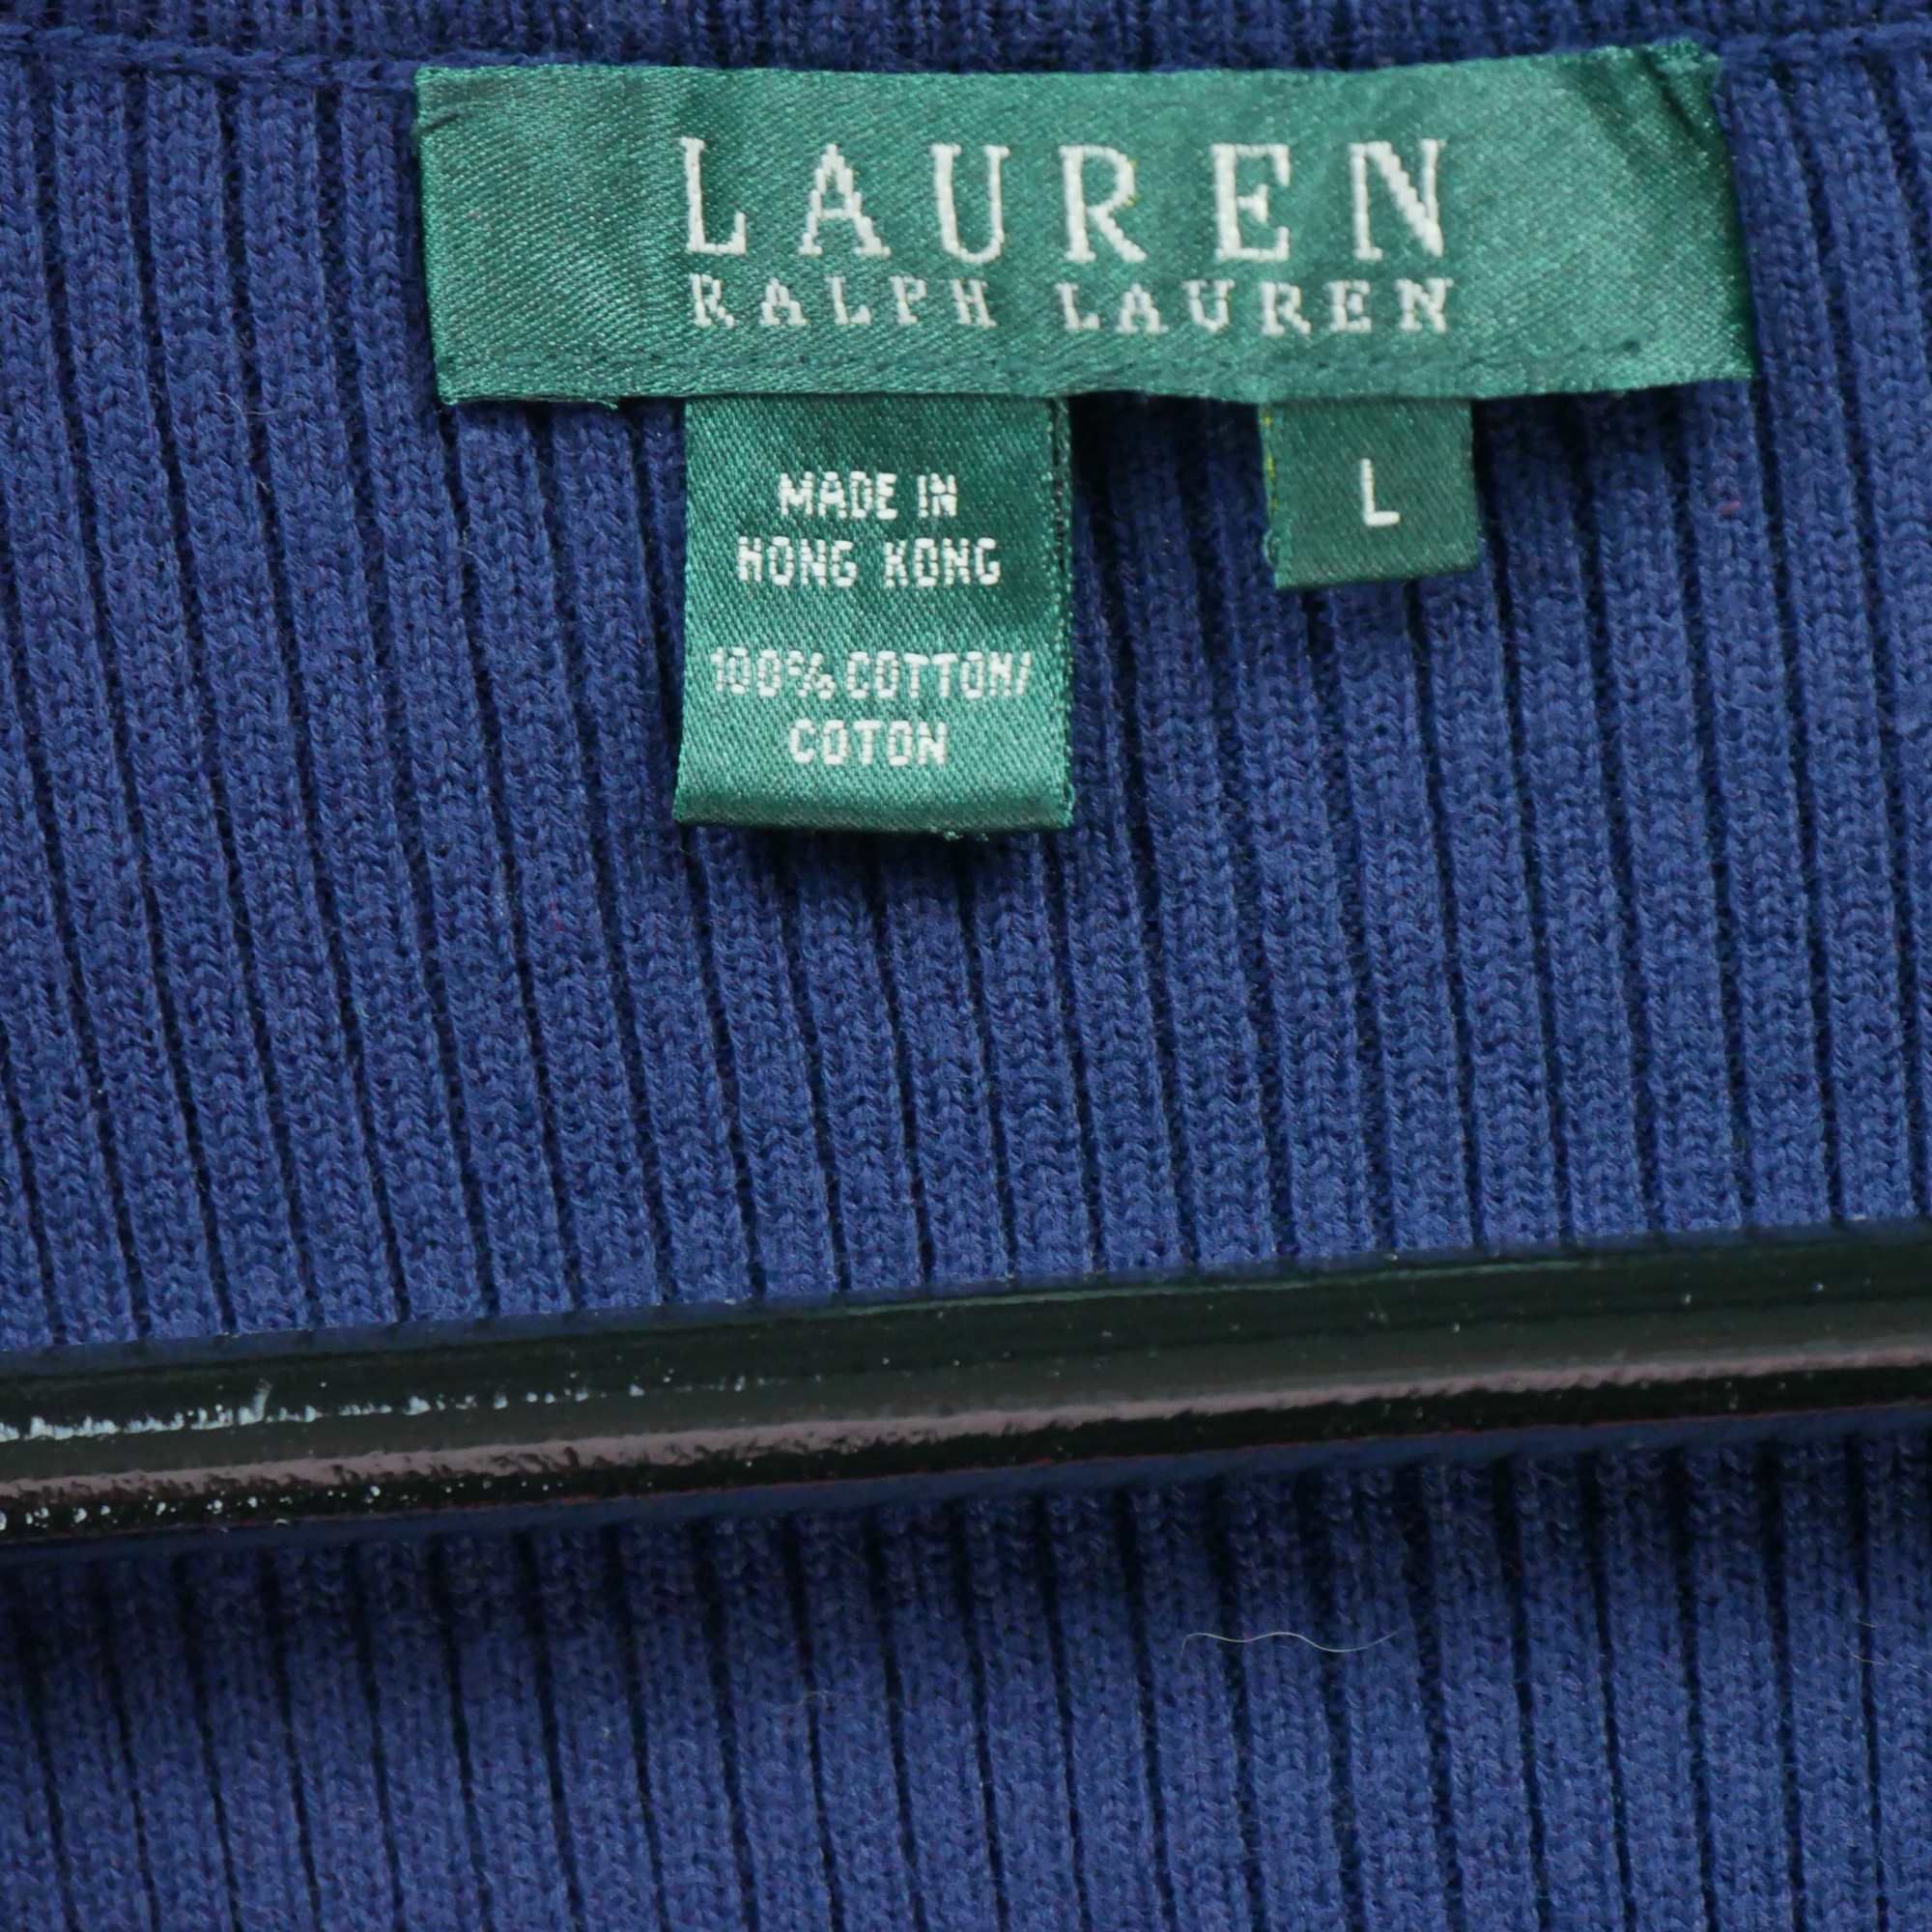 LAUREN
RALPH LAUREN
MADE IN
HONG KONG
100% COTTON/
COTON
L